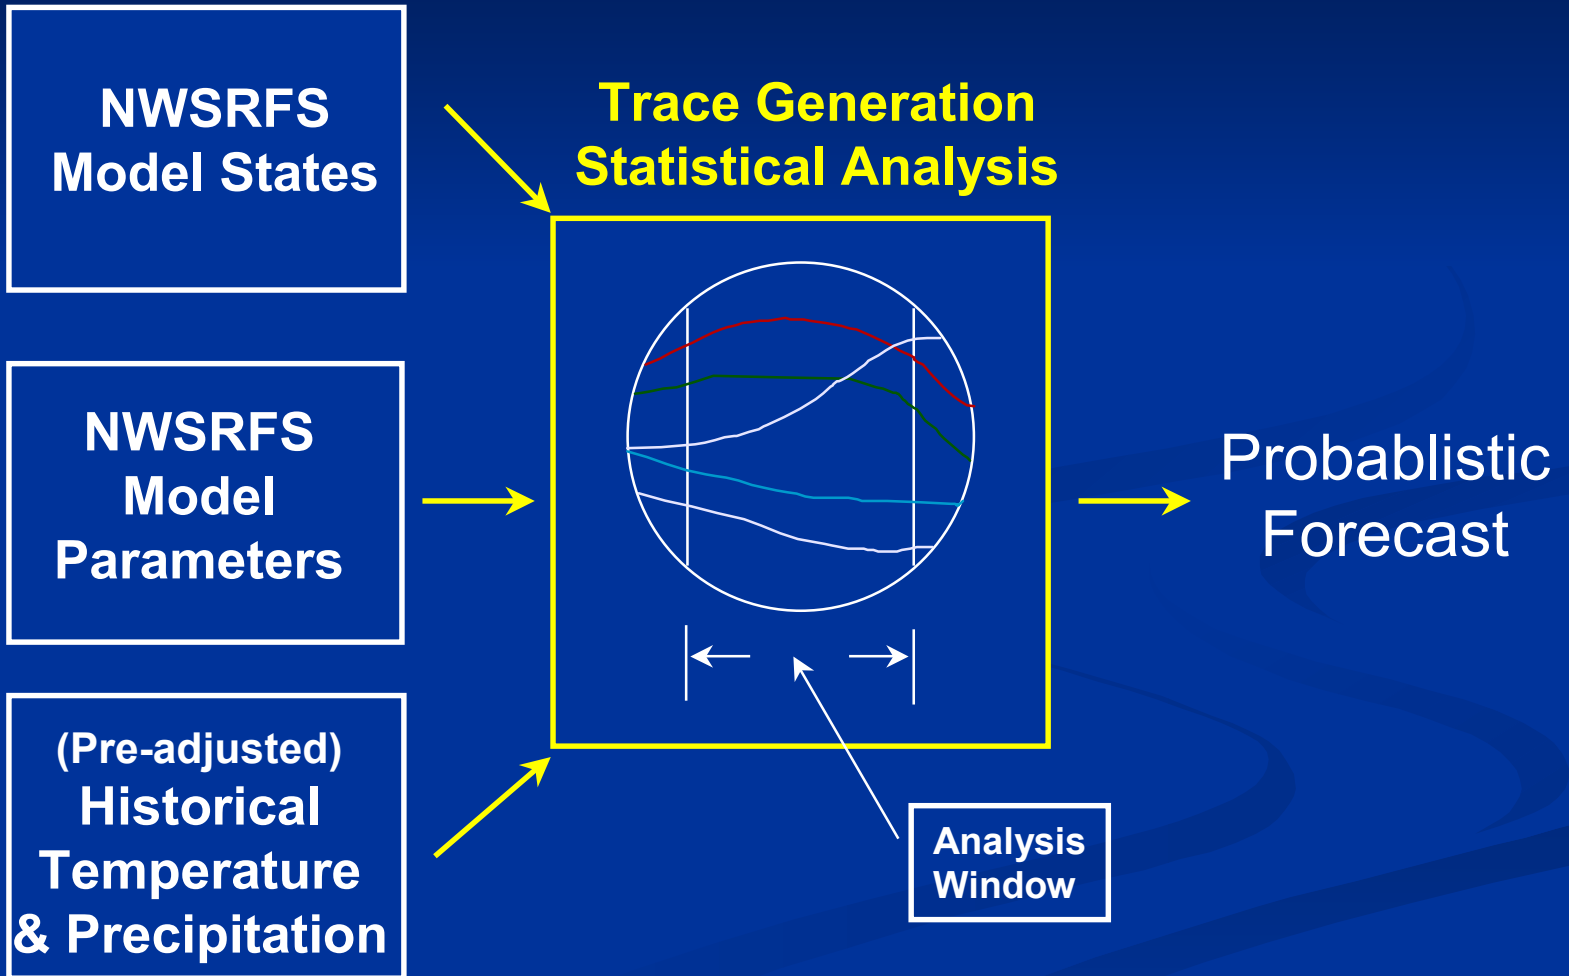 NWSRFS
Model States
Trace Generation
Statistical Analysis
NWSRFS
Model
Parameters
Probablistic
Forecast
(Pre-adjusted)
Historical
Temperature
& Precipitation
Analysis
Window